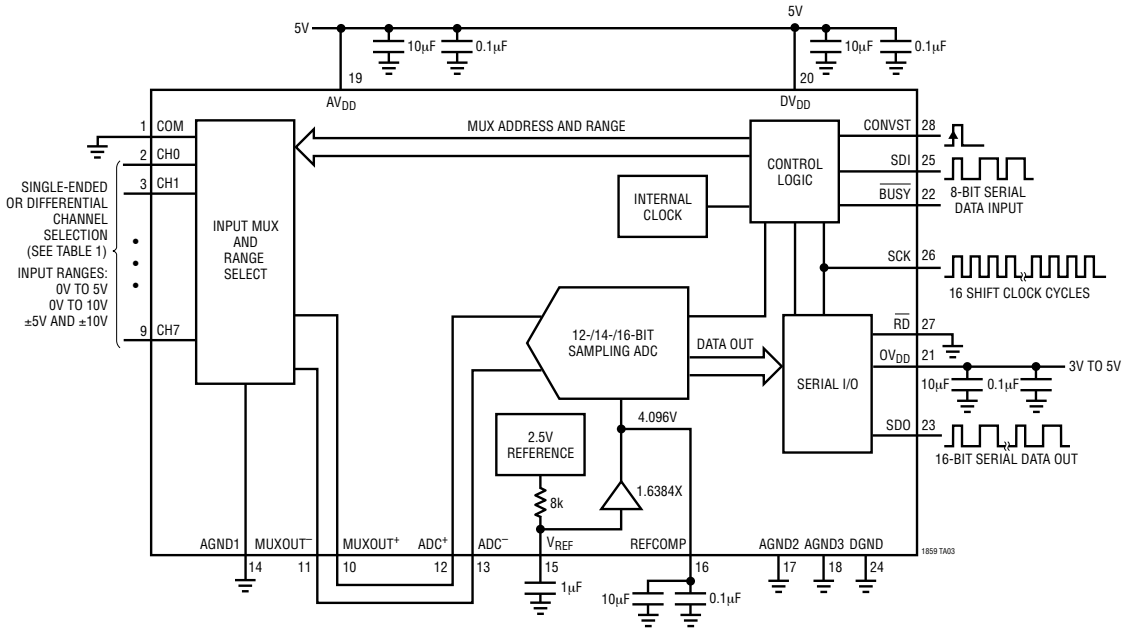 5V
10µF
0.1µF
5V
10µF
0.1µF
19
20
AVDD
DVDD
1
COM
2
CH0
3
CH1
9
CH7
SINGLE-ENDED
OR DIFFERENTIAL
CHANNEL
SELECTION
(SEE TABLE 1)
INPUT RANGES:
0V TO 5V
0V TO 10V
±5V AND ±10V
INPUT MUX
AND
RANGE
SELECT
MUX ADDRESS AND RANGE
INTERNAL
CLOCK
CONTROL
LOGIC
CONVST
28
SDI
25
8-BIT SERIAL
DATA INPUT
BUSY
22
SCK
26
16 SHIFT CLOCK CYCLES
12-/14-/16-BIT
SAMPLING ADC
DATA OUT
SERIAL I/O
RD
27
OVDD
21
3V TO 5V
10µF
0.1µF
SDO
23
16-BIT SERIAL DATA OUT
4.096V
2.5V
REFERENCE
8k
1.6384X
AGND1
MUXOUT–
MUXOUT+
ADC+
ADC–
VREF
REFCOMP
AGND2
AGND3
DGND
14
11
10
12
13
15
16
17
18
24
1µF
10µF
0.1µF
1859 TA03